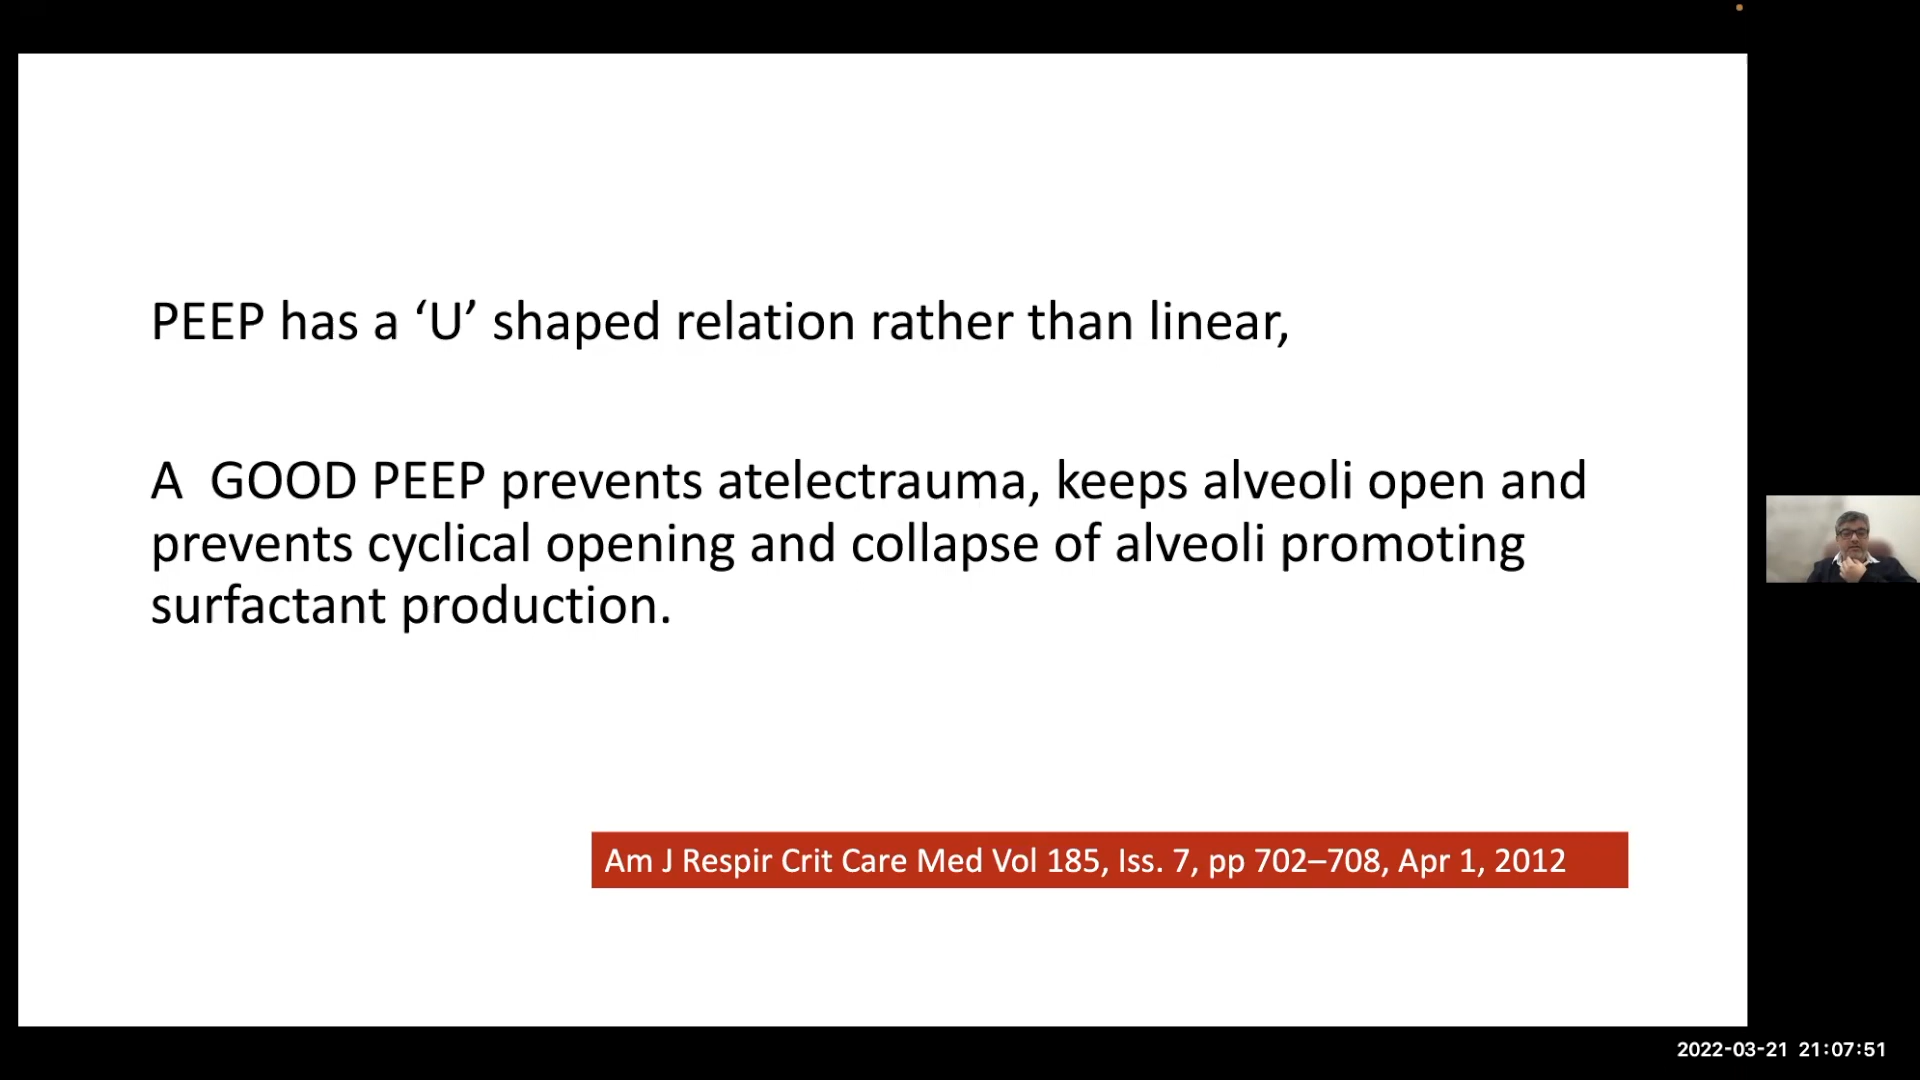 PEEP has a ‘U’ shaped relation rather than linear,
A  GOOD PEEP prevents atelectrauma, keeps alveoli open and
prevents cyclical opening and collapse of alveoli promoting
surfactant production.
Am J Respir Crit Care Med Vol 185, Iss. 7, pp 702–708, Apr 1, 2012
2022-03-21 21:07:51